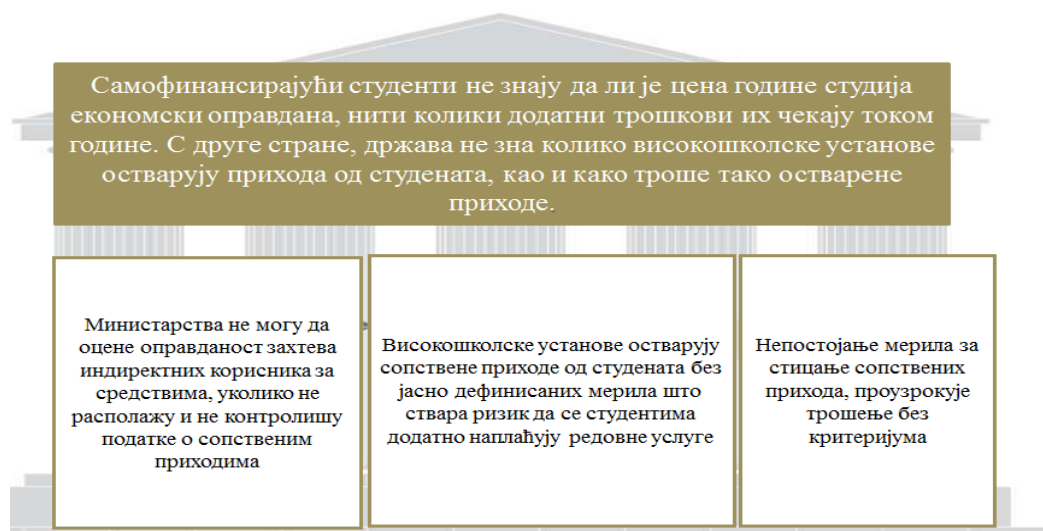 Самофинансирајући студенти не знају да ли је цена године студија
економски оправдана, нити колики додатни трошкови их чекају током
године. С друге стране, држава не зна колико високошколске установе
остварују прихода од студената, као и како троше тако остварене
приходе.
Министарства не могу да
оцене оправданост захтева
индиректних корисника за
средствима, уколико не
располажу и не контролишу
податке о сопственим
приходима
Високошколске установе остварују
сопствене приходе од студената без
јасно дефинисаних мерила што
ствара ризик да се студентима
додатно наплаћују редовне услуге
Непостојање мерила за
стицање сопствених
прихода, проузрокује
трошење без
критеријума